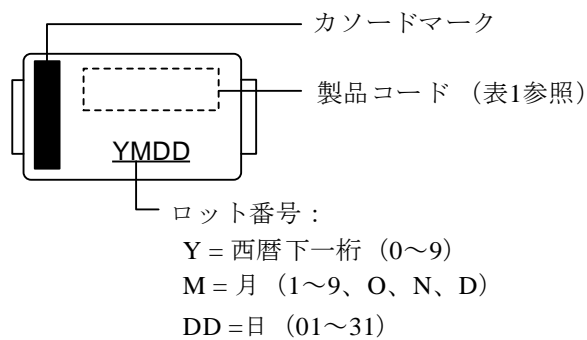 カソードマーク
製品コード （表1参照）
YMDD
ロット番号：
Y = 西暦下一桁（0～9）
M = 月（1～9、O、N、D）
DD =日（01～31）